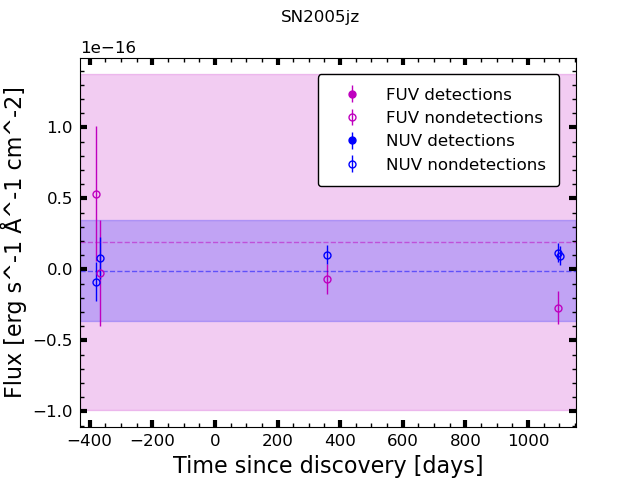 SN2005jz
1e−16
FUV detections
FUV nondetections
NUV detections
NUV nondetections
1.0
0.5
0.0
−0.5
−1.0
Flux [erg s^-1 Å^-1 cm^-2]
−400 −200 0 200 400 600 800 1000
Time since discovery [days]